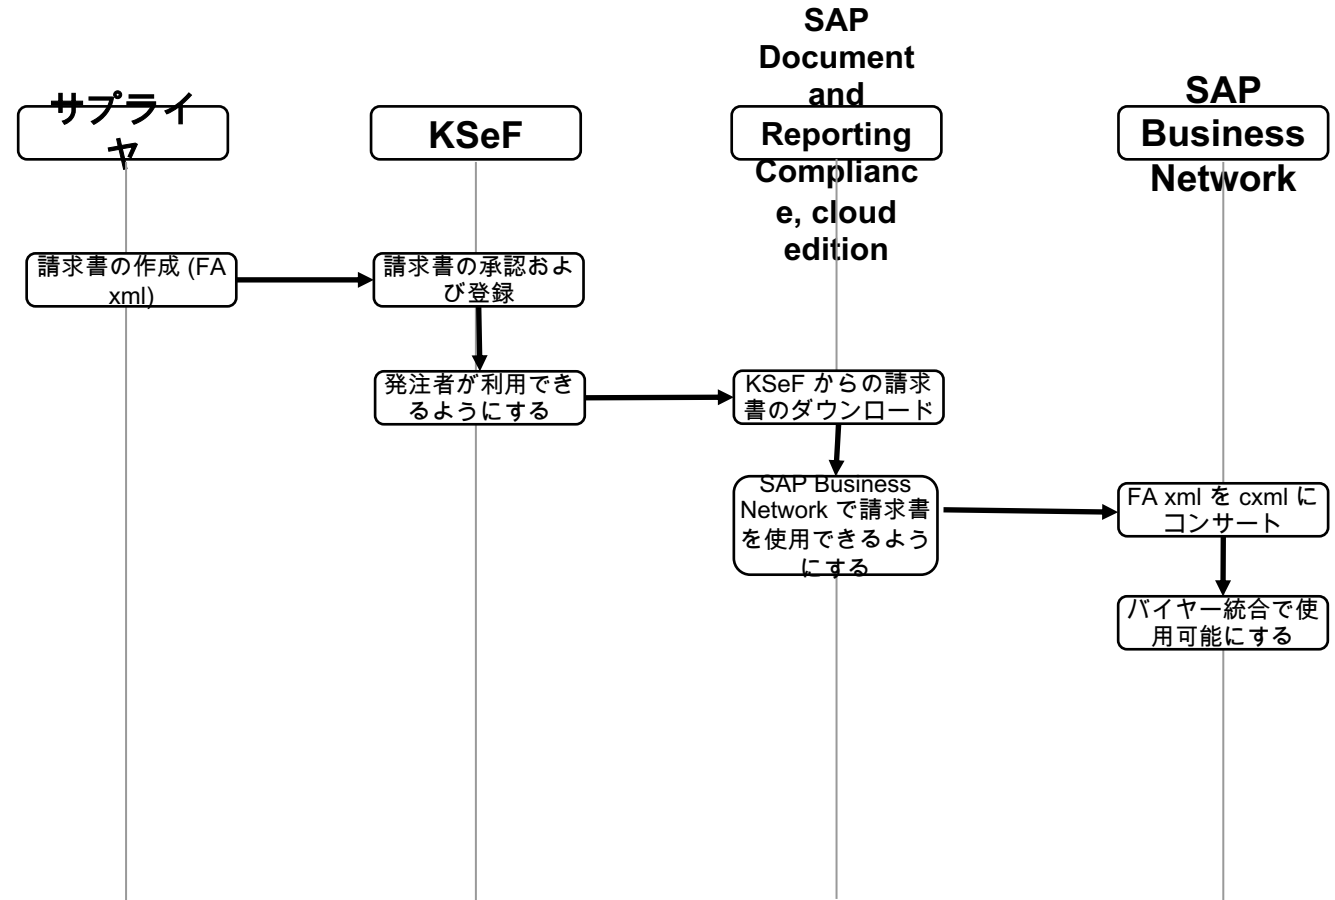 サプライ
ヤ
KSeF
SAP
Document
and
Reporting
Complianc
e, cloud
edition
SAP
Business
Network
請求書の作成 (FA
xml)
請求書の承認およ
び登録
発注者が利用でき
るようにする
KSeF からの請求
書のダウンロード
SAP Business
Network で請求書
を使用できるよう
にする
FA xml を cxml に
コンサート
バイヤー統合で使
用可能にする